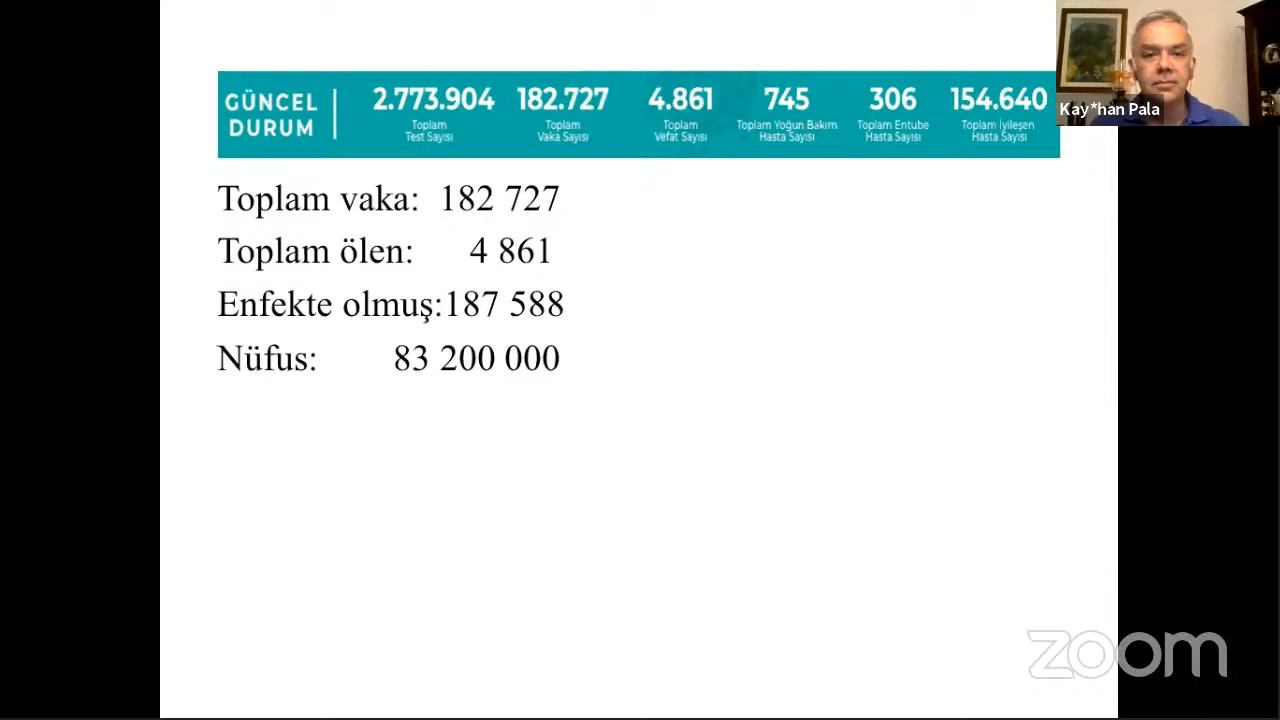 GÜNCEL DURUM
2.773.904 Toplam Test Sayısı
182.727 Toplam Vaka Sayısı
4.861 Toplam Vefat Sayısı
745 Toplam Yoğun Bakım Hasta Sayısı
306 Toplam Entube Hasta Sayısı
154.640 Toplam İyileşen Hasta Sayısı
Kay*han Pala
Toplam vaka: 182 727
Toplam ölen: 4 861
Enfekte olmuş:187 588
Nüfus: 83 200 000
zoom